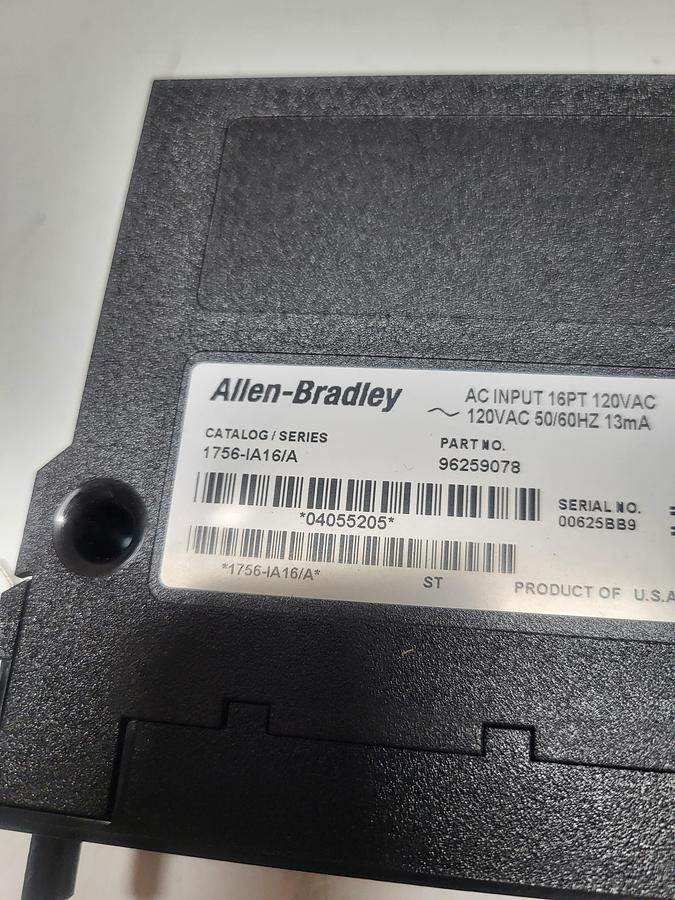 Allen-Bradley
AC INPUT 16PT 120VAC
~ 120VAC 50/60HZ 13mA
CATALOG / SERIES
1756-IA16/A
PART NO.
96259078
*04055205*
SERIAL NO.
00625BB9
*1756-IA16/A*
ST
PRODUCT OF U.S.A